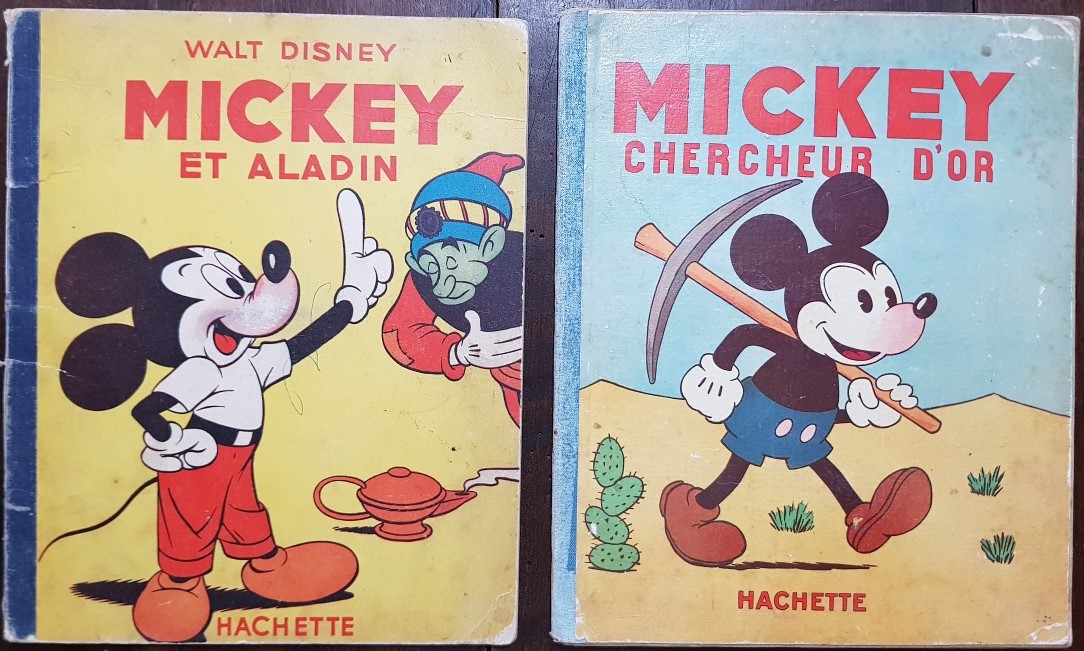 WALT DISNEY
MICKEY
ET ALADIN
HACHETTE
MICKEY
CHERCHEUR D'OR
HACHETTE